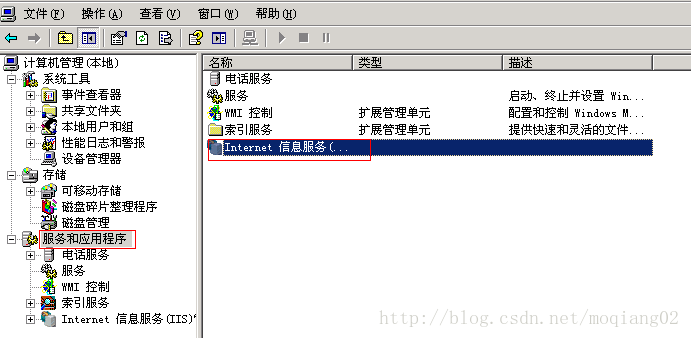 文件(F) 操作(A) 查看(V) 窗口(W) 帮助(H)
计算机管理(本地)
系统工具
事件查看器
共享文件夹
本地用户和组
性能日志和警报
设备管理器
存储
可移动存储
磁盘碎片整理程序
磁盘管理
服务和应用程序
电话服务
服务
WMI 控制
索引服务
Internet 信息服务(IIS)
名称 类型 描述
电话服务
服务 启动、终止并设置 Win...
WMI 控制 扩展管理单元 配置和控制 Windows M...
索引服务 扩展管理单元 提供快速和灵活的文件...
Internet 信息服务(...
http://blog.csdn.net/moqiang02